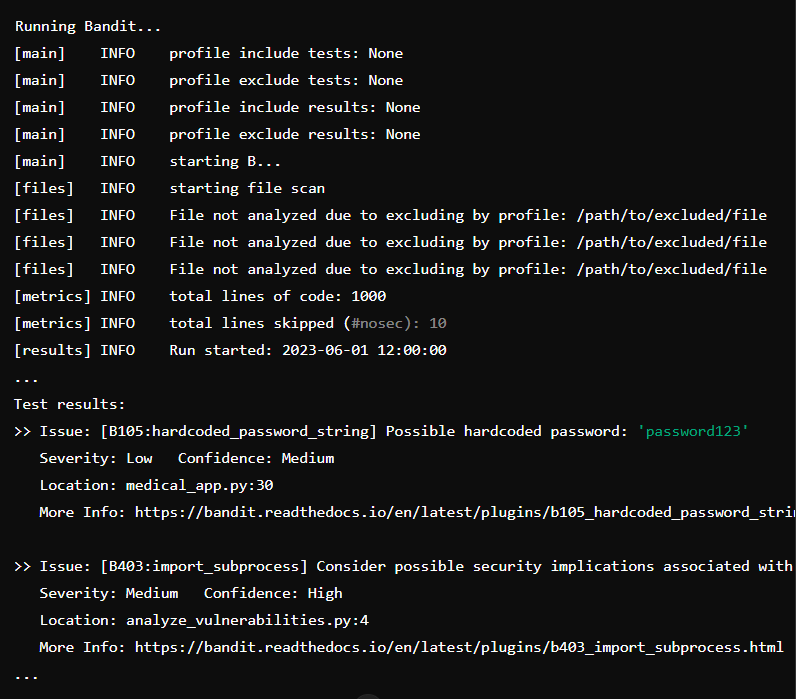 Running Bandit...
[main]    INFO    profile include tests: None
[main]    INFO    profile exclude tests: None
[main]    INFO    profile include results: None
[main]    INFO    profile exclude results: None
[main]    INFO    starting B...
[files]   INFO    starting file scan
[files]   INFO    File not analyzed due to excluding by profile: /path/to/excluded/file
[files]   INFO    File not analyzed due to excluding by profile: /path/to/excluded/file
[files]   INFO    File not analyzed due to excluding by profile: /path/to/excluded/file
[metrics] INFO    total lines of code: 1000
[metrics] INFO    total lines skipped (#nosec): 10
[results] INFO    Run started: 2023-06-01 12:00:00
...
Test results:
>> Issue: [B105:hardcoded_password_string] Possible hardcoded password: 'password123'
   Severity: Low   Confidence: Medium
   Location: medical_app.py:30
   More Info: https://bandit.readthedocs.io/en/latest/plugins/b105_hardcoded_password_stri
>> Issue: [B403:import_subprocess] Consider possible security implications associated with
   Severity: Medium   Confidence: High
   Location: analyze_vulnerabilities.py:4
   More Info: https://bandit.readthedocs.io/en/latest/plugins/b403_import_subprocess.html
...